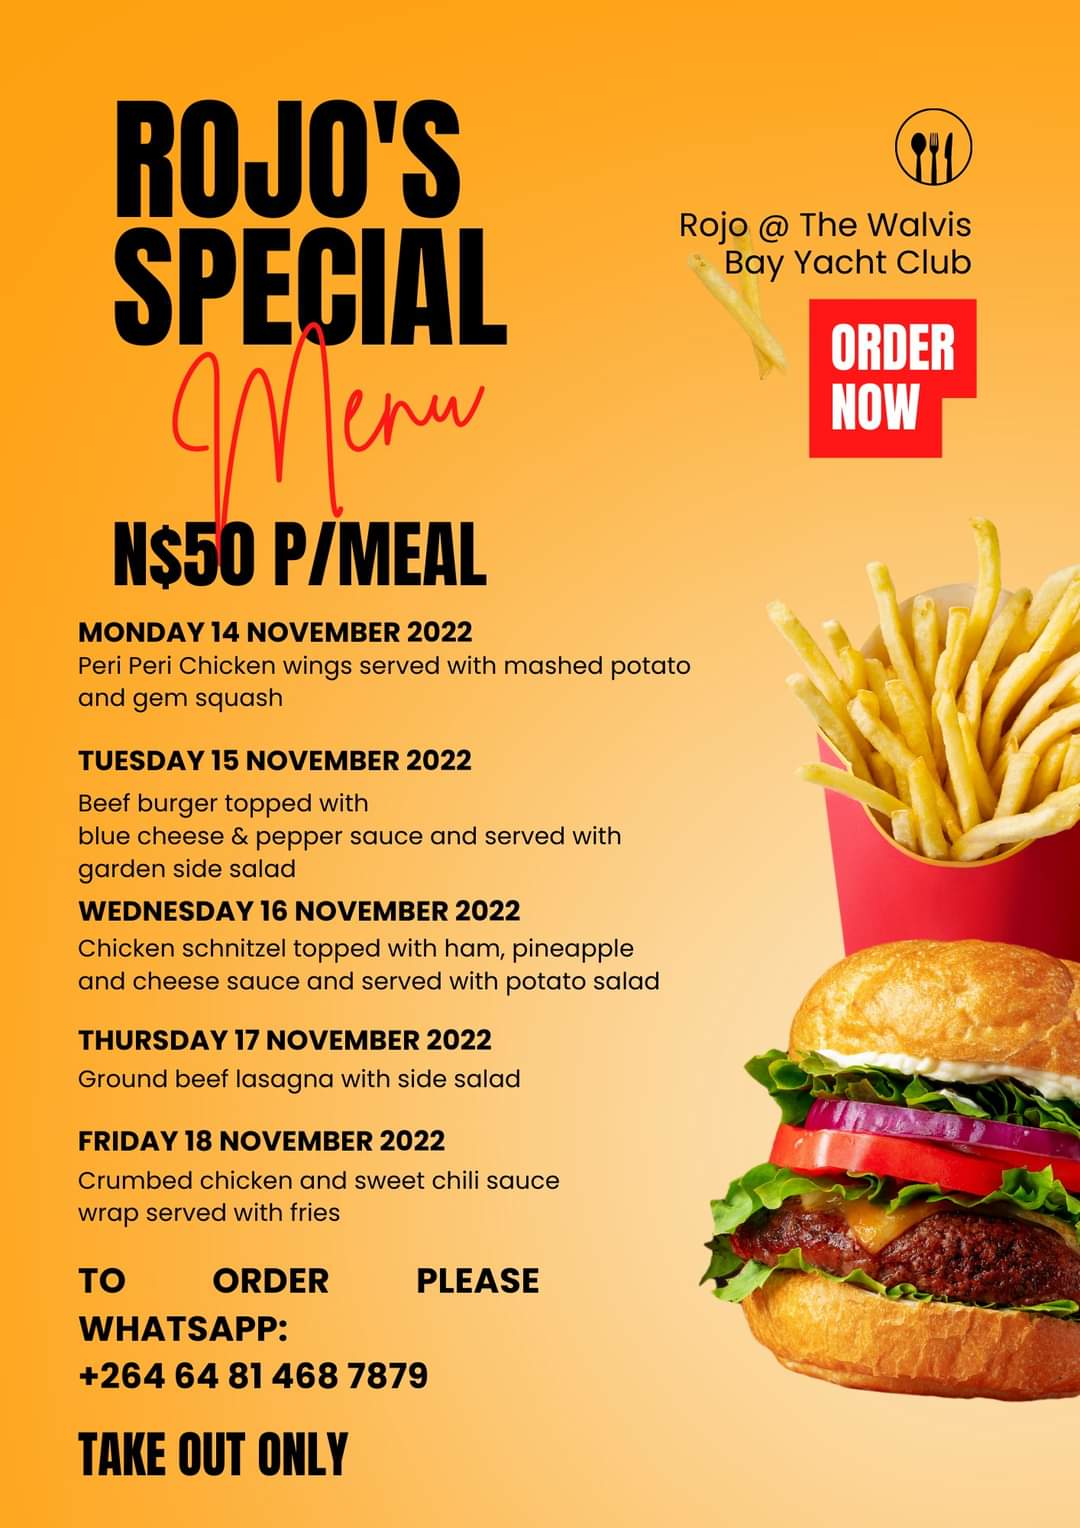 ROJO'S
SPECIAL
Menu
Rojo @ The Walvis
Bay Yacht Club
ORDER
NOW
N$50 P/MEAL
MONDAY 14 NOVEMBER 2022
Peri Peri Chicken wings served with mashed potato
and gem squash
TUESDAY 15 NOVEMBER 2022
Beef burger topped with
blue cheese & pepper sauce and served with
garden side salad
WEDNESDAY 16 NOVEMBER 2022
Chicken schnitzel topped with ham, pineapple
and cheese sauce and served with potato salad
THURSDAY 17 NOVEMBER 2022
Ground beef lasagna with side salad
FRIDAY 18 NOVEMBER 2022
Crumbed chicken and sweet chili sauce
wrap served with fries
TO ORDER PLEASE
WHATSAPP:
+264 64 81 468 7879
TAKE OUT ONLY